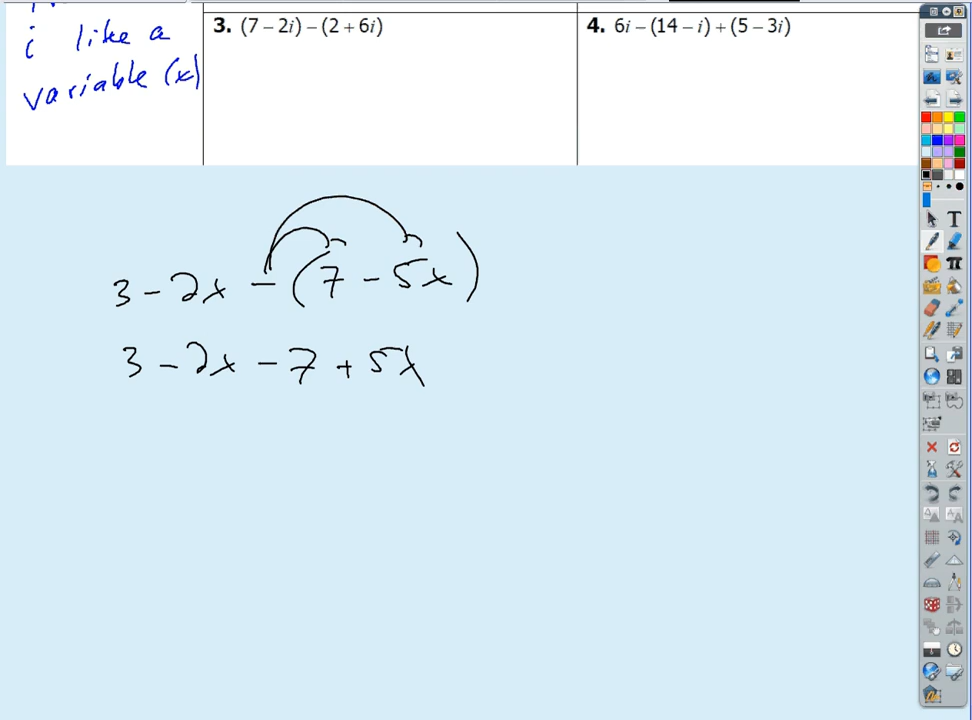 i like a
variable (x)
3. (7 – 2i) – (2 + 6i)
4. 6i – (14 – i) + (5 – 3i)
3 - 2x - (7 - 5x)
3 - 2x - 7 + 5x